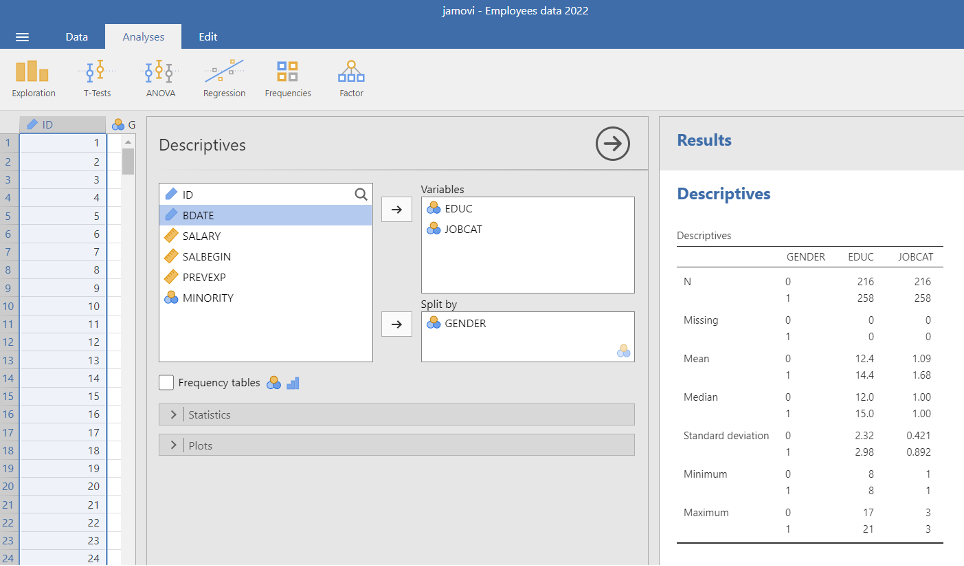 jamovi - Employees data 2022
Data Analyses Edit
Exploration T-Tests ANOVA Regression Frequencies Factor
ID G
1 1
2 2
3 3
4 4
5 5
6 6
7 7
8 8
9 9
10 10
11 11
12 12
13 13
14 14
15 15
16 16
17 17
18 18
19 19
20 20
21 21
22 22
23 23
24 24
Descriptives
ID
BDATE
SALARY
SALBEGIN
PREVEXP
MINORITY
Variables
EDUC
JOBCAT
Split by
GENDER
Frequency tables
Statistics
Plots
Results
Descriptives
Descriptives
GENDER EDUC JOBCAT
N 0 216 216
1 258 258
Missing 0 0 0
1 0 0
Mean 0 12.4 1.09
1 14.4 1.68
Median 0 12.0 1.00
1 15.0 1.00
Standard deviation 0 2.32 0.421
1 2.98 0.892
Minimum 0 8 1
1 8 1
Maximum 0 17 3
1 21 3